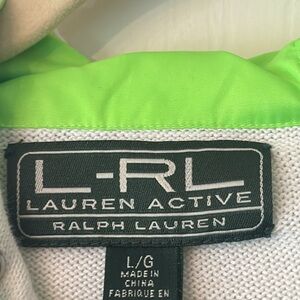 L-RL
LAUREN ACTIVE
RALPH LAUREN
L/G
MADE IN
CHINA
FABRIQUE EN